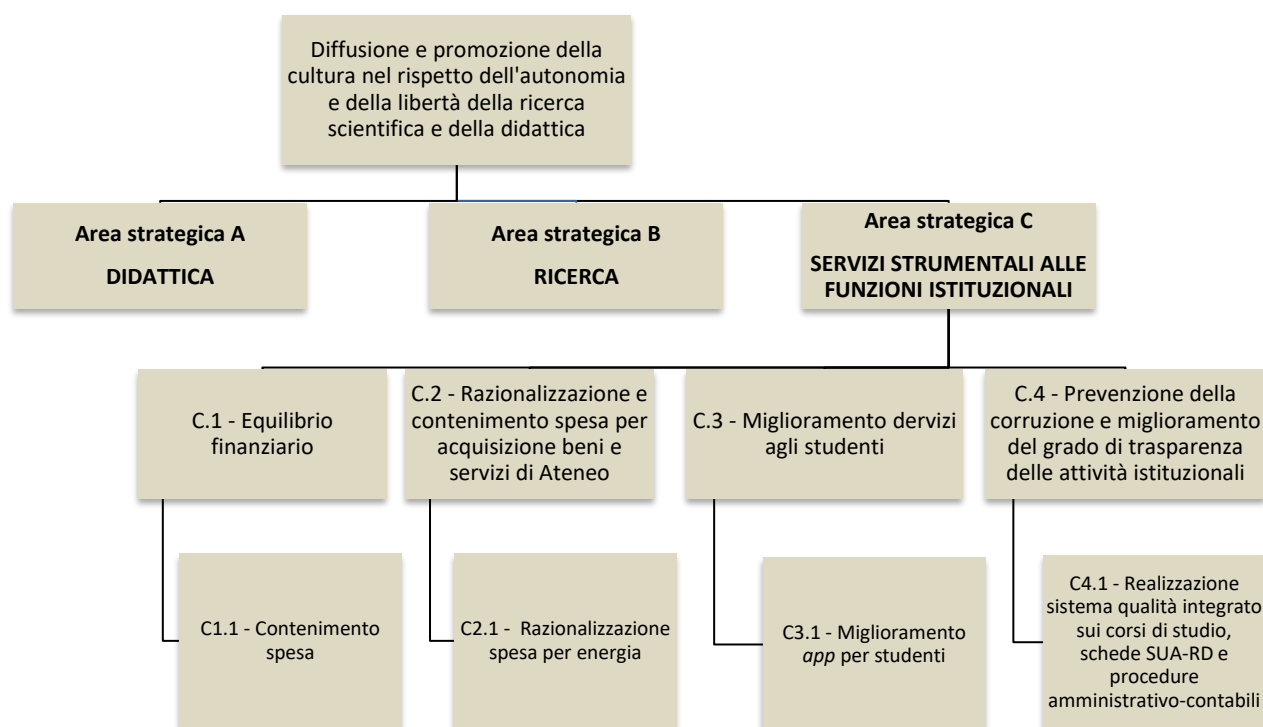 Diffusione e promozione della
cultura nel rispetto dell'autonomia
e della libertà della ricerca
scientifica e della didattica
Area strategica A
DIDATTICA
Area strategica B
RICERCA
Area strategica C
SERVIZI STRUMENTALI ALLE
FUNZIONI ISTITUZIONALI
C.1 - Equilibrio
finanziario
C.2 - Razionalizzazione e
contenimento spesa per
acquisizione beni e
servizi di Ateneo
C.3 - Miglioramento dervizi
agli studenti
C.4 - Prevenzione della
corruzione e miglioramento
del grado di trasparenza
delle attività istituzionali
C1.1 - Contenimento
spesa
C2.1 - Razionalizzazione
spesa per energia
C3.1 - Miglioramento
app per studenti
C4.1 - Realizzazione
sistema qualità integrato
sui corsi di studio,
schede SUA-RD e
procedure
amministrativo-contabili